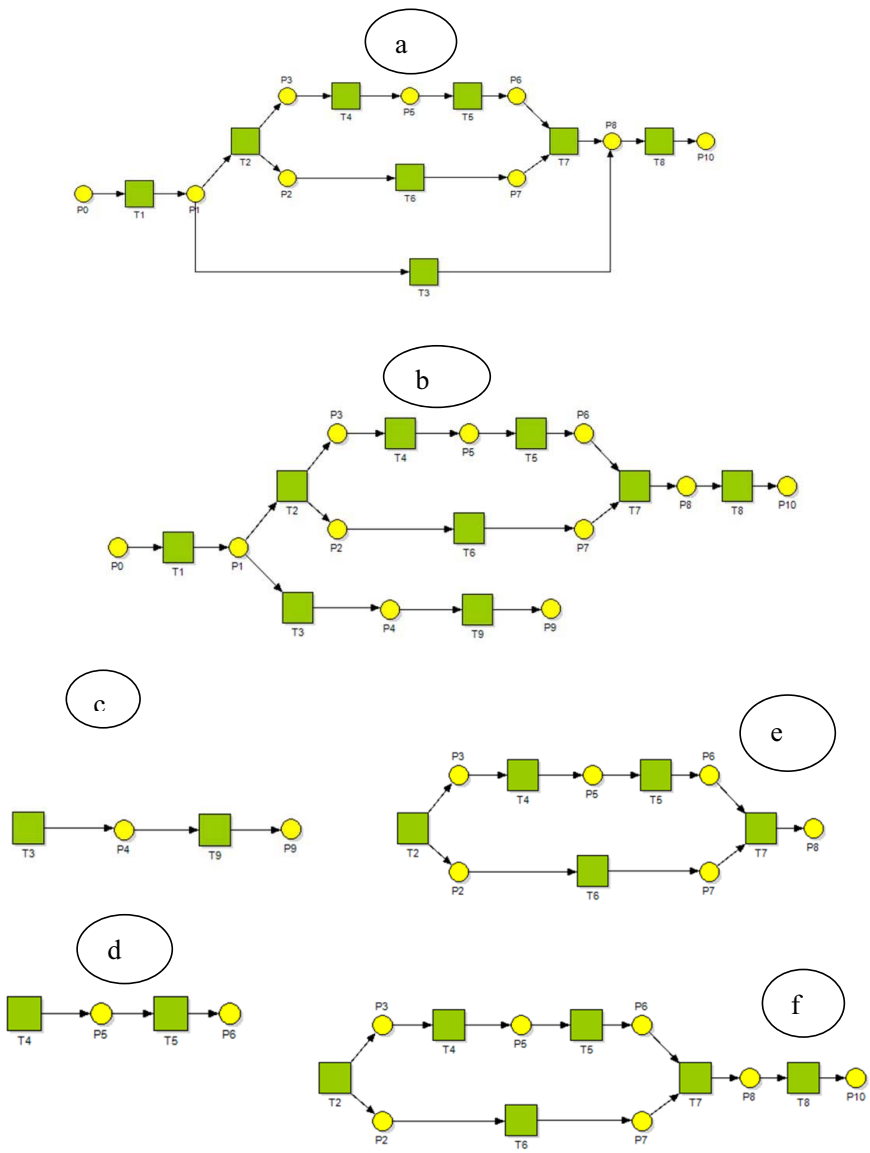 a
P3 P6
T4 P5 T5
P8
T2 T7 T8 P10
P2 T6 P7
P0 T1 P1
T3
b
P3 P6
T4 P5 T5
T2 T7 P8 T8 P10
P2 T6 P7
P0 T1 P1
T3 P4 T9 P9
c
e
P3 P6
T4 P5 T5
T3 P4 T9 P9
T2 T7 P8
P2 T6 P7
d
f
T4 P5 T5 P6
P3 P6
T4 P5 T5
T2 T7 P8 T8 P10
P2 T6 P7